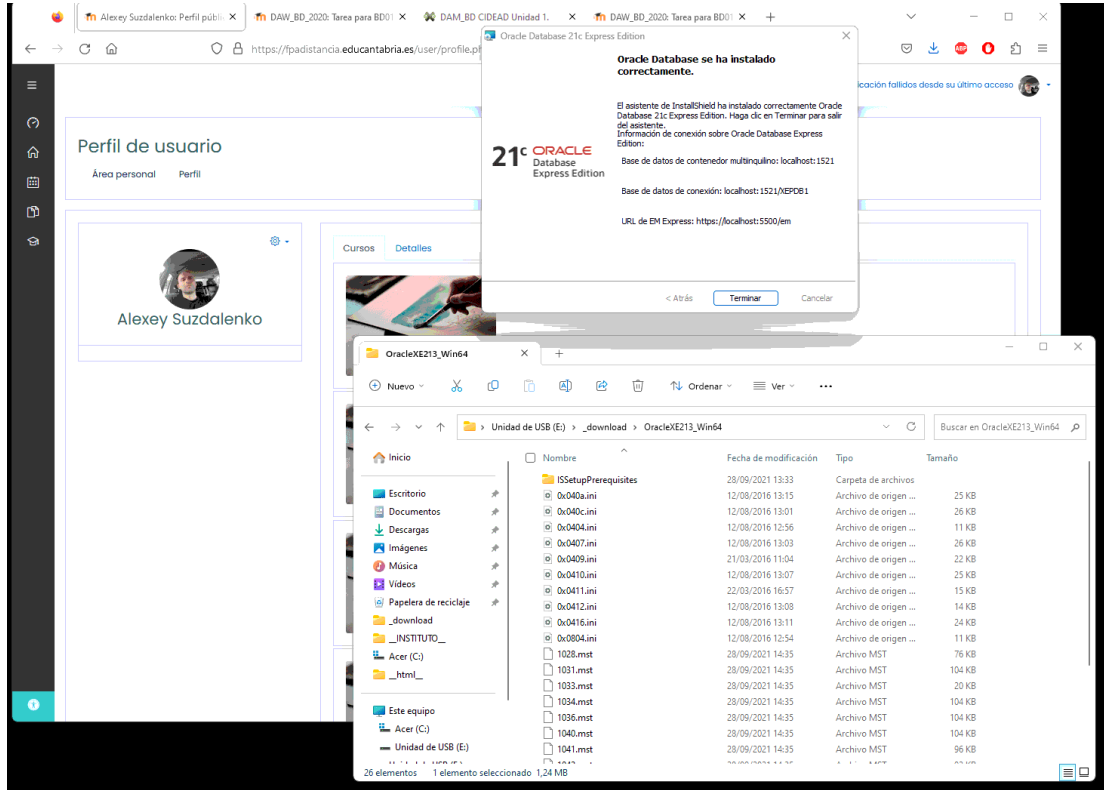 Alexey Suzdalenko: Perfil públi
DAW_BD_2020: Tarea para BD01
DAM_BD CIDEAD Unidad 1.
DAW_BD_2020: Tarea para BD01
https://fpadistancia.educantabria.es/user/profile.ph
icación fallidos desde su último acceso
Perfil de usuario
Área personal Perfil
Alexey Suzdalenko
Cursos Detalles
Oracle Database 21c Express Edition
Oracle Database se ha instalado
correctamente.
El asistente de InstallShield ha instalado correctamente Oracle
Database 21c Express Edition. Haga clic en Terminar para salir
del asistente.
Información de conexión sobre Oracle Database Express
Edition:
Base de datos de contenedor multiinquilino: localhost:1521
Base de datos de conexión: localhost:1521/XEPDB1
URL de EM Express: https://localhost:5500/em
21c ORACLE
Database
Express Edition
< Atrás Terminar Cancelar
OracleXE213_Win64
Nuevo Ordenar Ver
Unidad de USB (E:) > _download > OracleXE213_Win64
Buscar en OracleXE213_Win64
Inicio
Escritorio
Documentos
Descargas
Imágenes
Música
Vídeos
Papelera de reciclaje
_download
__INSTITUTO__
Acer (C:)
__html__
Este equipo
Acer (C:)
Unidad de USB (E:)
Nombre Fecha de modificación Tipo Tamaño
ISSetupPrerequisites 28/09/2021 13:33 Carpeta de archivos
0x040a.ini 12/08/2016 13:15 Archivo de origen ... 25 KB
0x040c.ini 12/08/2016 13:01 Archivo de origen ... 26 KB
0x0404.ini 12/08/2016 12:56 Archivo de origen ... 11 KB
0x0407.ini 12/08/2016 13:03 Archivo de origen ... 26 KB
0x0409.ini 21/03/2016 11:04 Archivo de origen ... 22 KB
0x0410.ini 12/08/2016 13:07 Archivo de origen ... 25 KB
0x0411.ini 22/03/2016 16:57 Archivo de origen ... 15 KB
0x0412.ini 12/08/2016 13:08 Archivo de origen ... 14 KB
0x0416.ini 12/08/2016 13:11 Archivo de origen ... 24 KB
0x0804.ini 12/08/2016 12:54 Archivo de origen ... 11 KB
1028.mst 28/09/2021 14:35 Archivo MST 76 KB
1031.mst 28/09/2021 14:35 Archivo MST 104 KB
1033.mst 28/09/2021 14:35 Archivo MST 20 KB
1034.mst 28/09/2021 14:35 Archivo MST 104 KB
1036.mst 28/09/2021 14:35 Archivo MST 104 KB
1040.mst 28/09/2021 14:35 Archivo MST 104 KB
1041.mst 28/09/2021 14:35 Archivo MST 96 KB
26 elementos 1 elemento seleccionado 1,24 MB